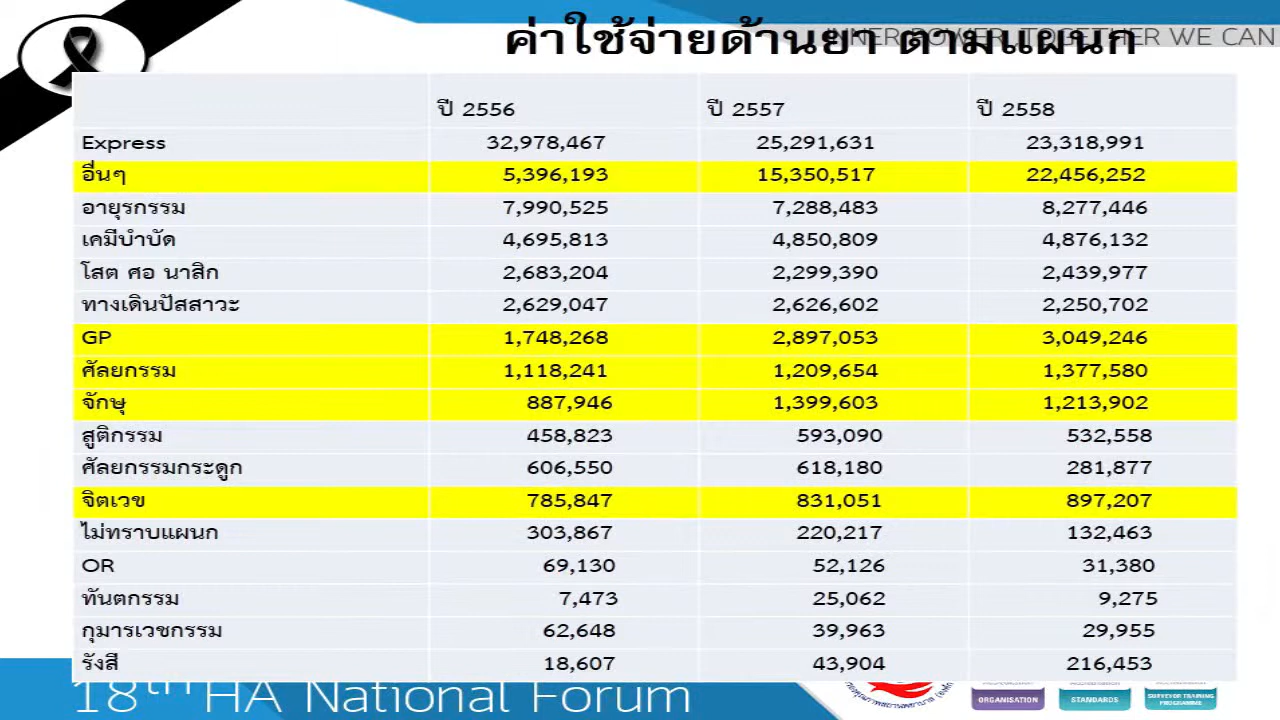 INNER POWER, TOGETHER WE CAN
ค่าใช้จ่ายด้านยา ตามแผนก
ปี 2556 ปี 2557 ปี 2558
Express 32,978,467 25,291,631 23,318,991
อื่นๆ 5,396,193 15,350,517 22,456,252
อายุรกรรม 7,990,525 7,288,483 8,277,446
เคมีบำบัด 4,695,813 4,850,809 4,876,132
โสต ศอ นาสิก 2,683,204 2,299,390 2,439,977
ทางเดินปัสสาวะ 2,629,047 2,626,602 2,250,702
GP 1,748,268 2,897,053 3,049,246
ศัลยกรรม 1,118,241 1,209,654 1,377,580
จักษุ 887,946 1,399,603 1,213,902
สูติกรรม 458,823 593,090 532,558
ศัลยกรรมกระดูก 606,550 618,180 281,877
จิตเวช 785,847 831,051 897,207
ไม่ทราบแผนก 303,867 220,217 132,463
OR 69,130 52,126 31,380
ทันตกรรม 7,473 25,062 9,275
กุมารเวชกรรม 62,648 39,963 29,955
รังสี 18,607 43,904 216,453
18th HA National Forum
ORGANISATION STANDARDS SURVEYOR TRAINING
PROGRAMME